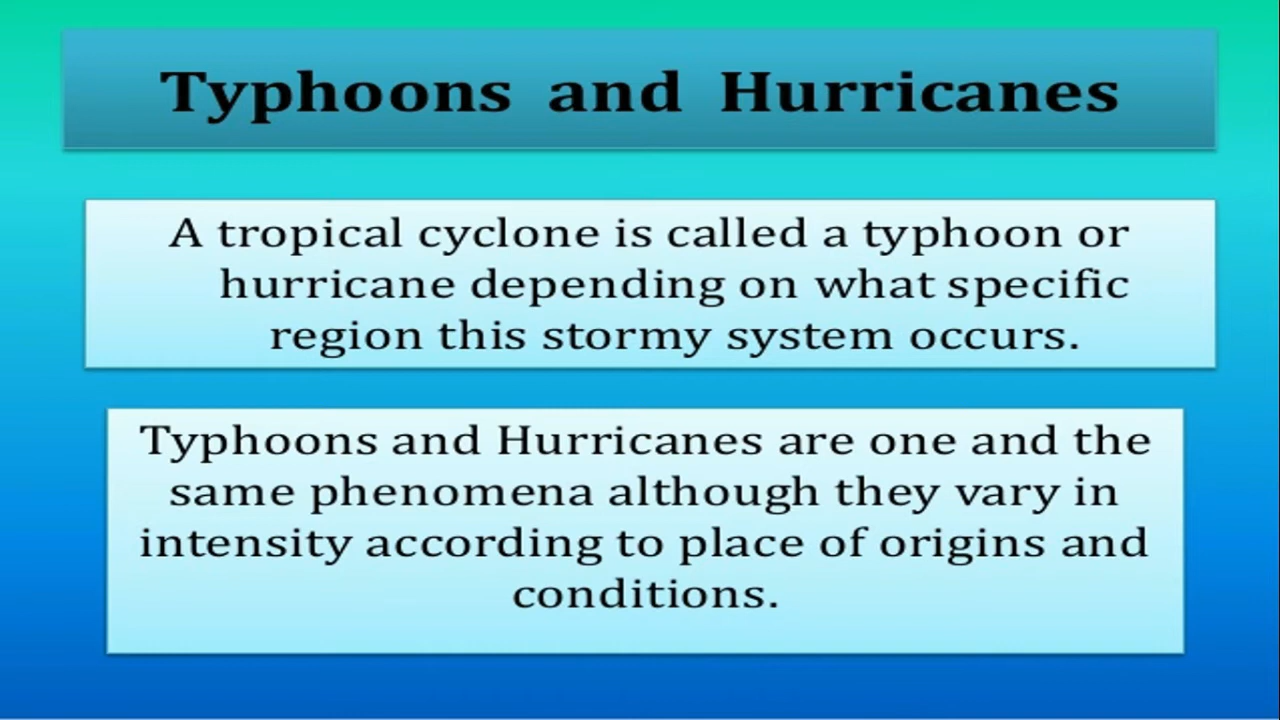 Typhoons and Hurricanes
A tropical cyclone is called a typhoon or
hurricane depending on what specific
region this stormy system occurs.
Typhoons and Hurricanes are one and the
same phenomena although they vary in
intensity according to place of origins and
conditions.